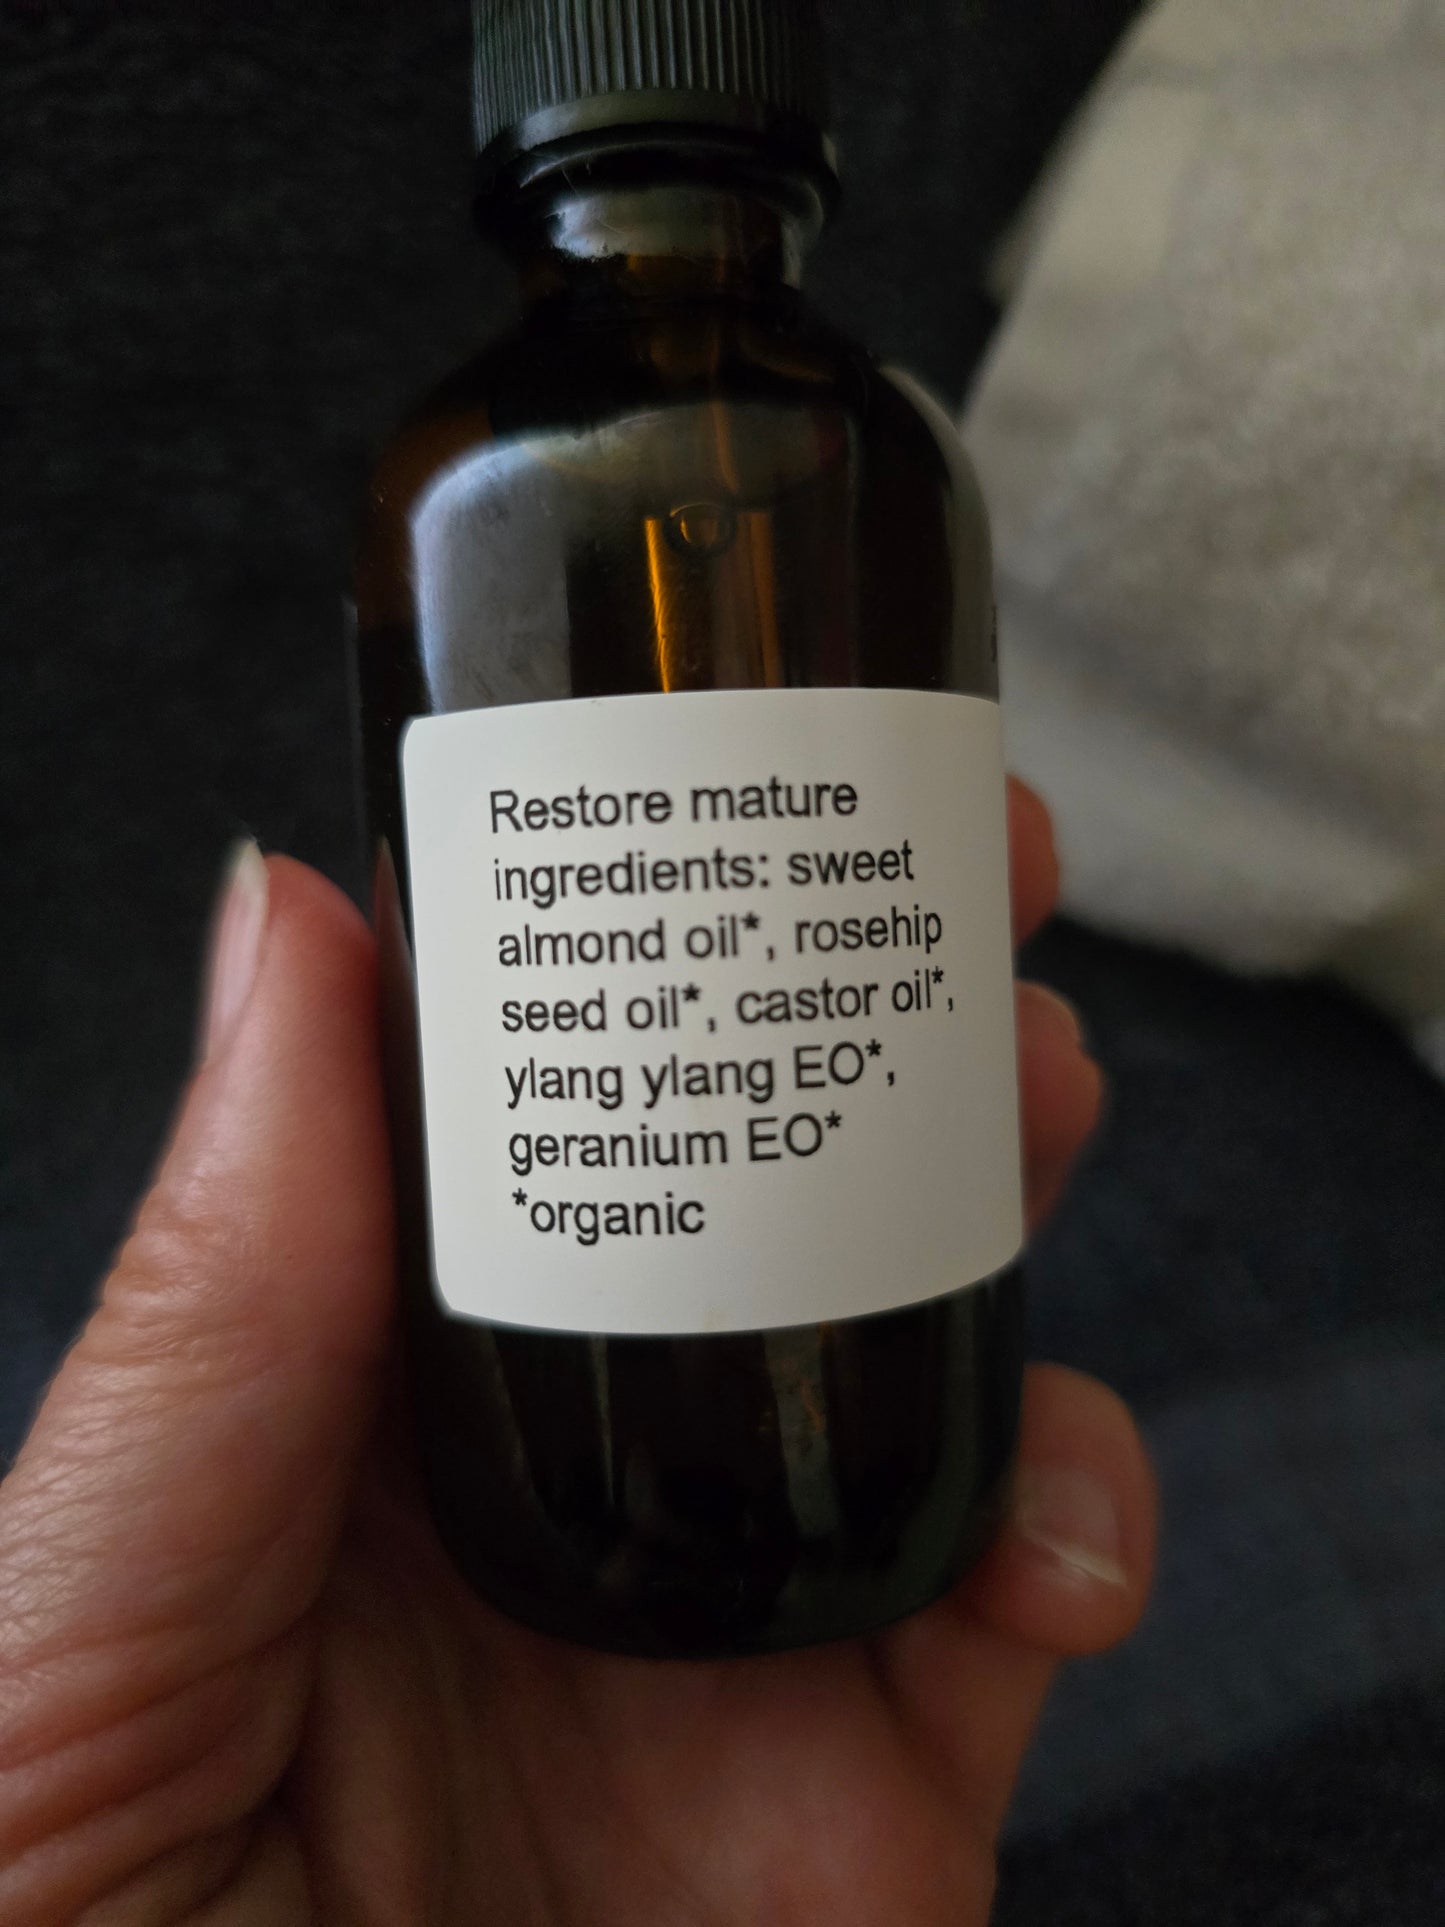 Restore mature
ingredients: sweet
almond oil*, rosehip
seed oil*, castor oil*,
ylang ylang EO*,
geranium EO*
*organic